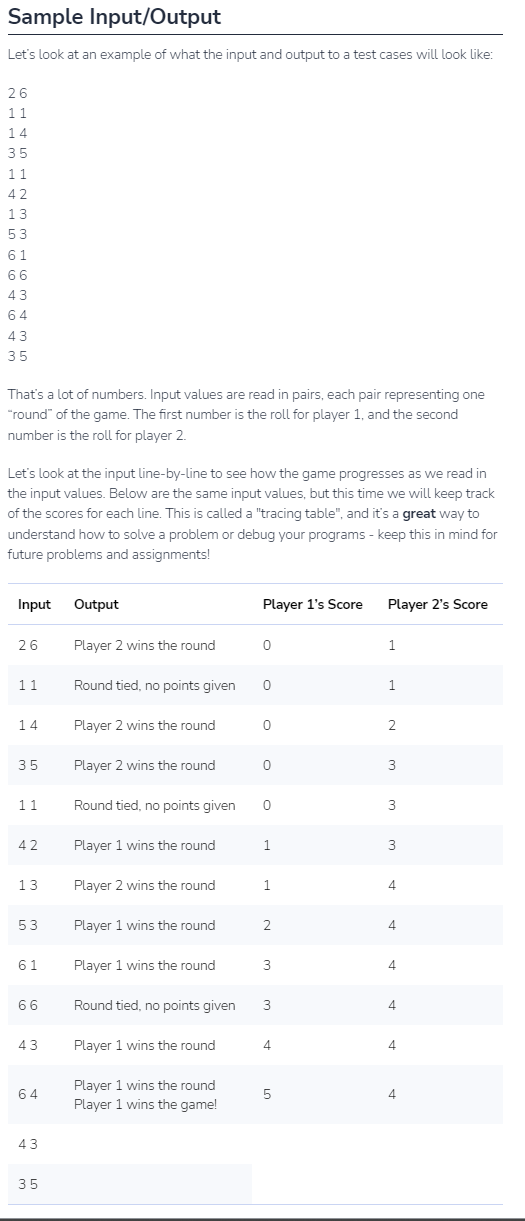 Sample Input/Output
Let's look at an example of what the input and output to a test cases will look like:
2 6
1 1
1 4
3 5
1 1
4 2
1 3
5 3
6 1
6 6
4 3
6 4
4 3
3 5
That's a lot of numbers. Input values are read in pairs, each pair representing one
“round” of the game. The first number is the roll for player 1, and the second
number is the roll for player 2.
Let's look at the input line-by-line to see how the game progresses as we read in
the input values. Below are the same input values, but this time we will keep track
of the scores for each line. This is called a "tracing table", and it's a great way to
understand how to solve a problem or debug your programs - keep this in mind for
future problems and assignments!
Input Output Player 1's Score Player 2's Score
2 6 Player 2 wins the round 0 1
1 1 Round tied, no points given 0 1
1 4 Player 2 wins the round 0 2
3 5 Player 2 wins the round 0 3
1 1 Round tied, no points given 0 3
4 2 Player 1 wins the round 1 3
1 3 Player 2 wins the round 1 4
5 3 Player 1 wins the round 2 4
6 1 Player 1 wins the round 3 4
6 6 Round tied, no points given 3 4
4 3 Player 1 wins the round 4 4
6 4 Player 1 wins the round 5 4
Player 1 wins the game!
4 3
3 5